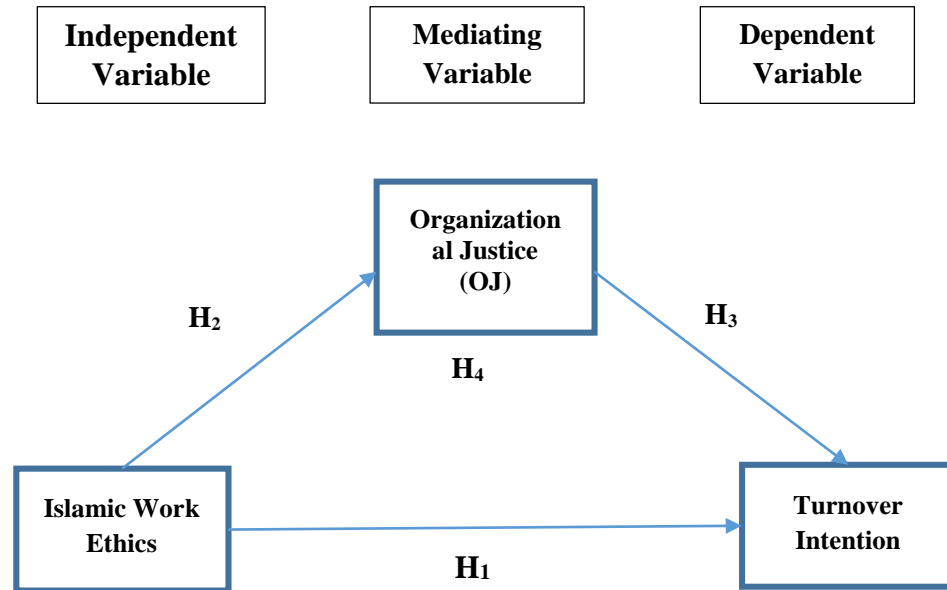 Independent
Variable
Mediating
Variable
Dependent
Variable
Organization
al Justice
(OJ)
H₂
H₃
H₄
Islamic Work
Ethics
Turnover
Intention
H₁